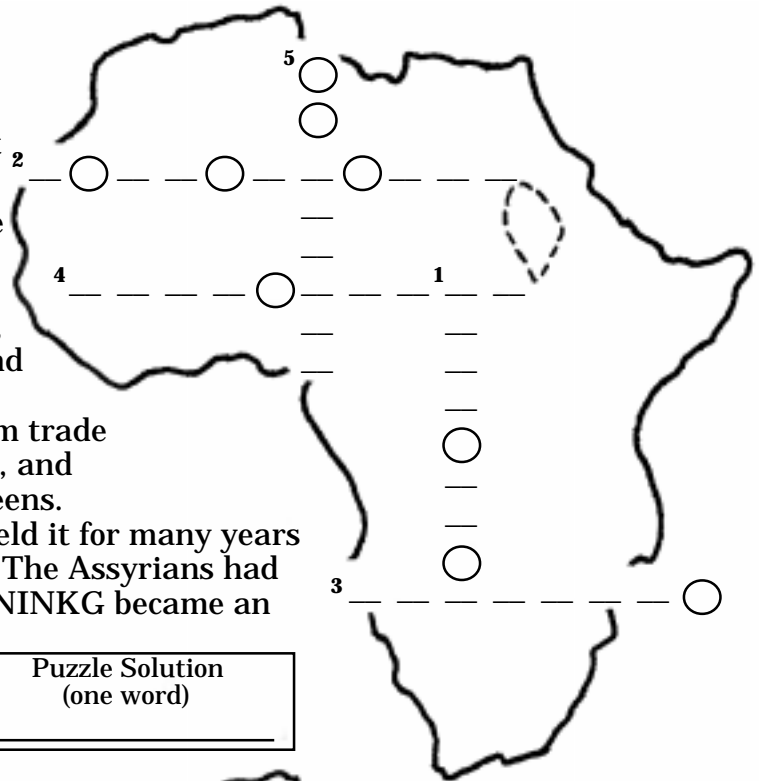 5
2
4
1
nd
m trade
, and
eens.
eld it for many years
The Assyrians had
NINKG became an
3
Puzzle Solution
(one word)